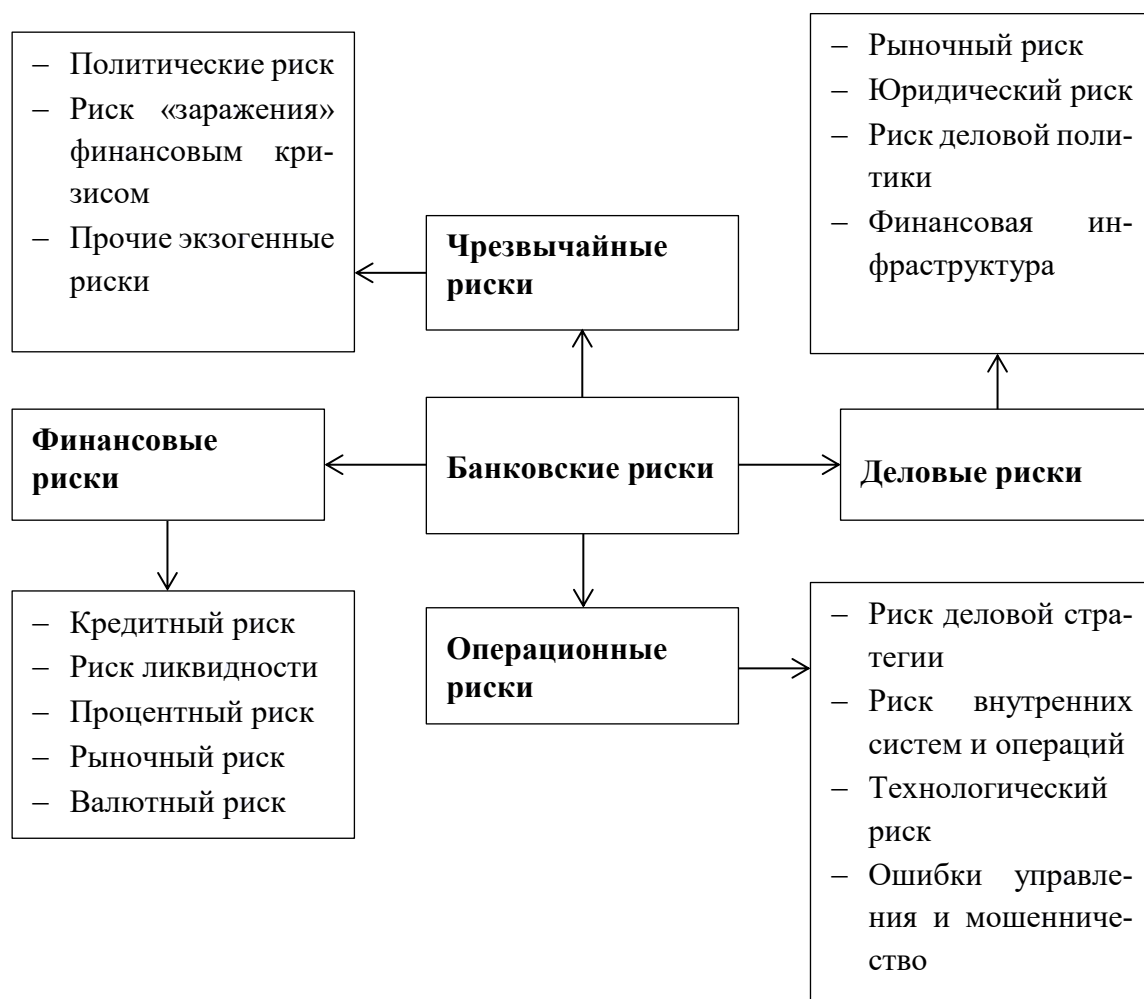 – Политические риск
– Риск «заражения»
финансовым кри-
зисом
– Прочие экзогенные
риски
– Рыночный риск
– Юридический риск
– Риск деловой поли-
тики
– Финансовая ин-
фраструктура
Чрезвычайные
риски
Финансовые
риски
Банковские риски
Деловые риски
– Кредитный риск
– Риск ликвидности
– Процентный риск
– Рыночный риск
– Валютный риск
Операционные
риски
– Риск деловой стра-
тегии
– Риск внутренних
систем и операций
– Технологический
риск
– Ошибки управле-
ния и мошенниче-
ство